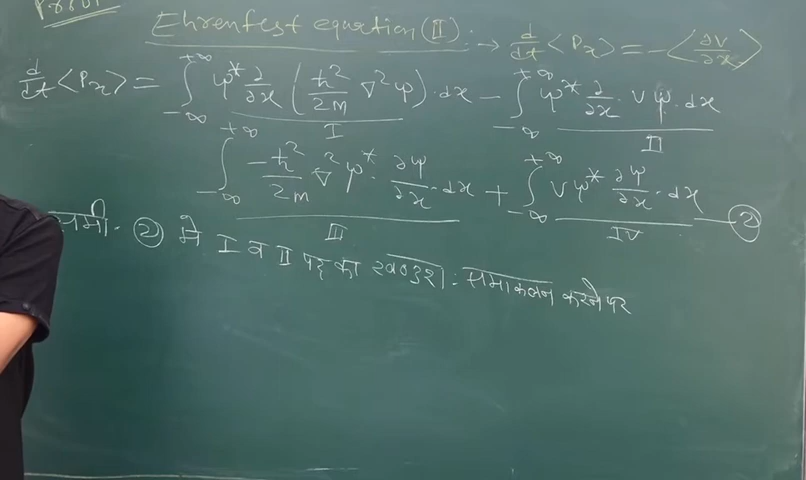 Proof
Ehrenfest equation (II) :→ d/dt <Px> = -<∂V/∂x>
d/dt <Px> = ∫_{-∞}^{+∞} ψ* ∂/∂x (ħ²/2m ∇²ψ) · dx - ∫_{-∞}^{+∞} ψ* ∂/∂x · Vψ · dx
I II
∫_{-∞}^{+∞} -ħ²/2m ∇²ψ* · ∂ψ/∂x · dx + ∫_{-∞}^{+∞} Vψ* ∂ψ/∂x · dx — ②
III IV
समी. ② मे I व II पद का खण्डश: समाकलन करने पर